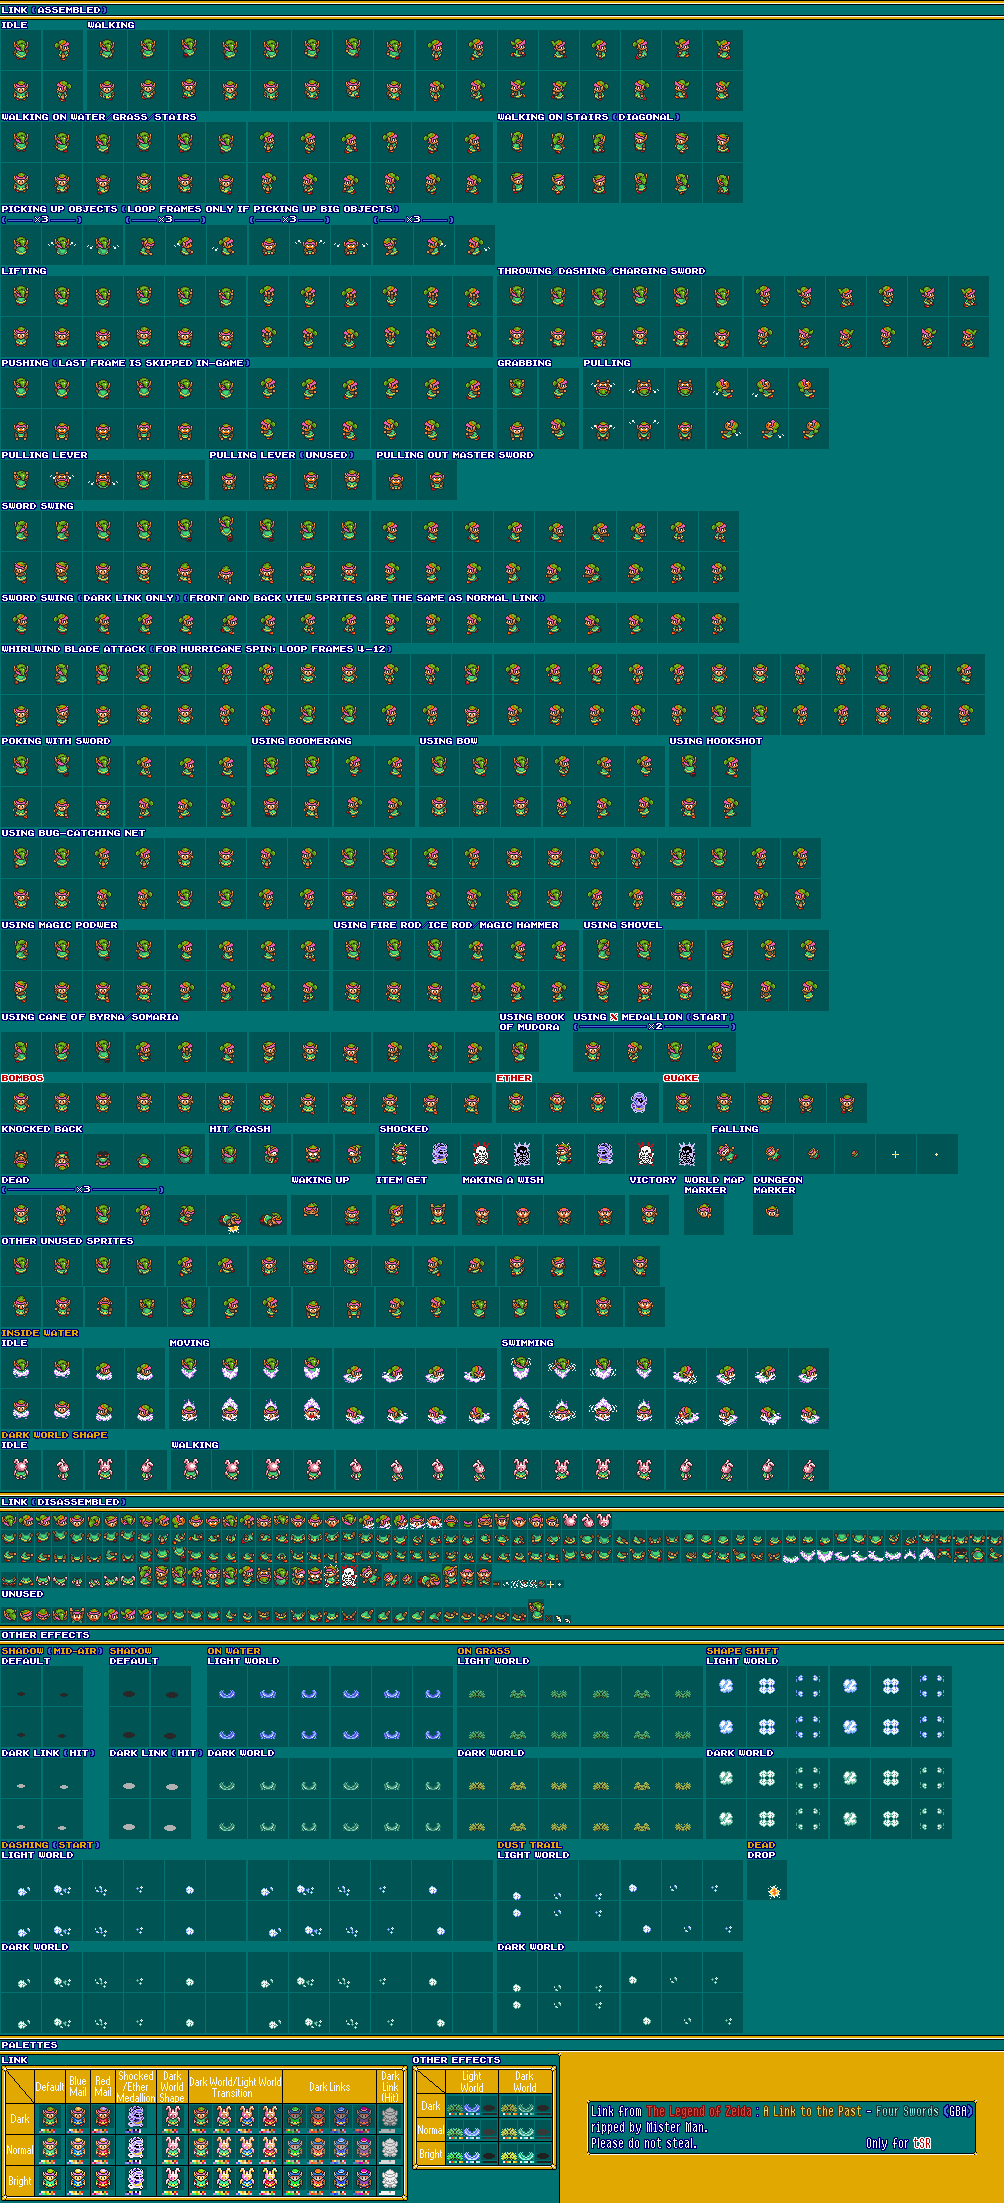 LINK (ASSEMBLED)
IDLE WALKING
WALKING ON WATER/GRASS/STAIRS WALKING ON STAIRS (DIAGONAL)
PICKING UP OBJECTS (LOOP FRAMES ONLY IF PICKING UP BIG OBJECTS)
×3 ×3 ×3 ×3
LIFTING THROWING/DASHING/CHARGING SWORD
PUSHING (LAST FRAME IS SKIPPED IN-GAME) GRABBING PULLING
PULLING LEVER PULLING LEVER (UNUSED) PULLING OUT MASTER SWORD
SWORD SWING
SWORD SWING (DARK LINK ONLY) (FRONT AND BACK VIEW SPRITES ARE THE SAME AS NORMAL LINK)
WHIRLWIND BLADE ATTACK (FOR HURRICANE SPIN, LOOP FRAMES 4-12)
POKING WITH SWORD USING BOOMERANG USING BOW USING HOOKSHOT
USING BUG-CATCHING NET
USING MAGIC PODWER USING FIRE ROD/ICE ROD/MAGIC HAMMER USING SHOVEL
USING CANE OF BYRNA/SOMARIA USING BOOK OF MUDORA USING X MEDALLION (START)
×2
BOMBOS ETHER QUAKE
KNOCKED BACK HIT/CRASH SHOCKED FALLING
DEAD WAKING UP ITEM GET MAKING A WISH VICTORY WORLD MAP MARKER DUNGEON MARKER
×3
OTHER UNUSED SPRITES
INSIDE WATER
IDLE MOVING SWIMMING
DARK WORLD SHAPE
IDLE WALKING
LINK (DISASSEMBLED)
UNUSED
OTHER EFFECTS
SHADOW (MID-AIR) SHADOW ON WATER ON GRASS SHAPE SHIFT
DEFAULT DEFAULT LIGHT WORLD LIGHT WORLD LIGHT WORLD
DARK LINK (HIT) DARK LINK (HIT) DARK WORLD DARK WORLD DARK WORLD
DASHING (START) DUST TRAIL DEAD
LIGHT WORLD LIGHT WORLD DROP
DARK WORLD DARK WORLD
PALETTES
LINK OTHER EFFECTS
Default Blue Mail Red Mail Shocked/Ether Medallion Dark World Shape Dark World/Light World Transition Dark Links Dark Link (Hit)
Dark
Normal
Bright
Light World Dark World
Dark
Normal
Bright
Link from The Legend of Zelda : A Link to the Past - Four Swords (GBA)
ripped by Mister Man.
Please do not steal. Only for tSR